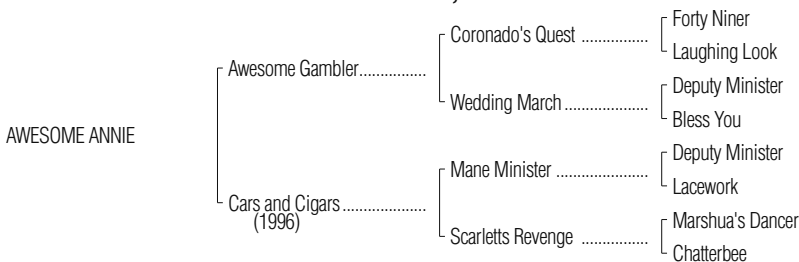 Forty Niner
Coronado's Quest ................
Laughing Look
Awesome Gambler................
Deputy Minister
Wedding March ....................
Bless You
AWESOME ANNIE
Deputy Minister
Mane Minister ......................
Lacework
Cars and Cigars ....................
(1996)
Marshua's Dancer
Scarletts Revenge ................
Chatterbee